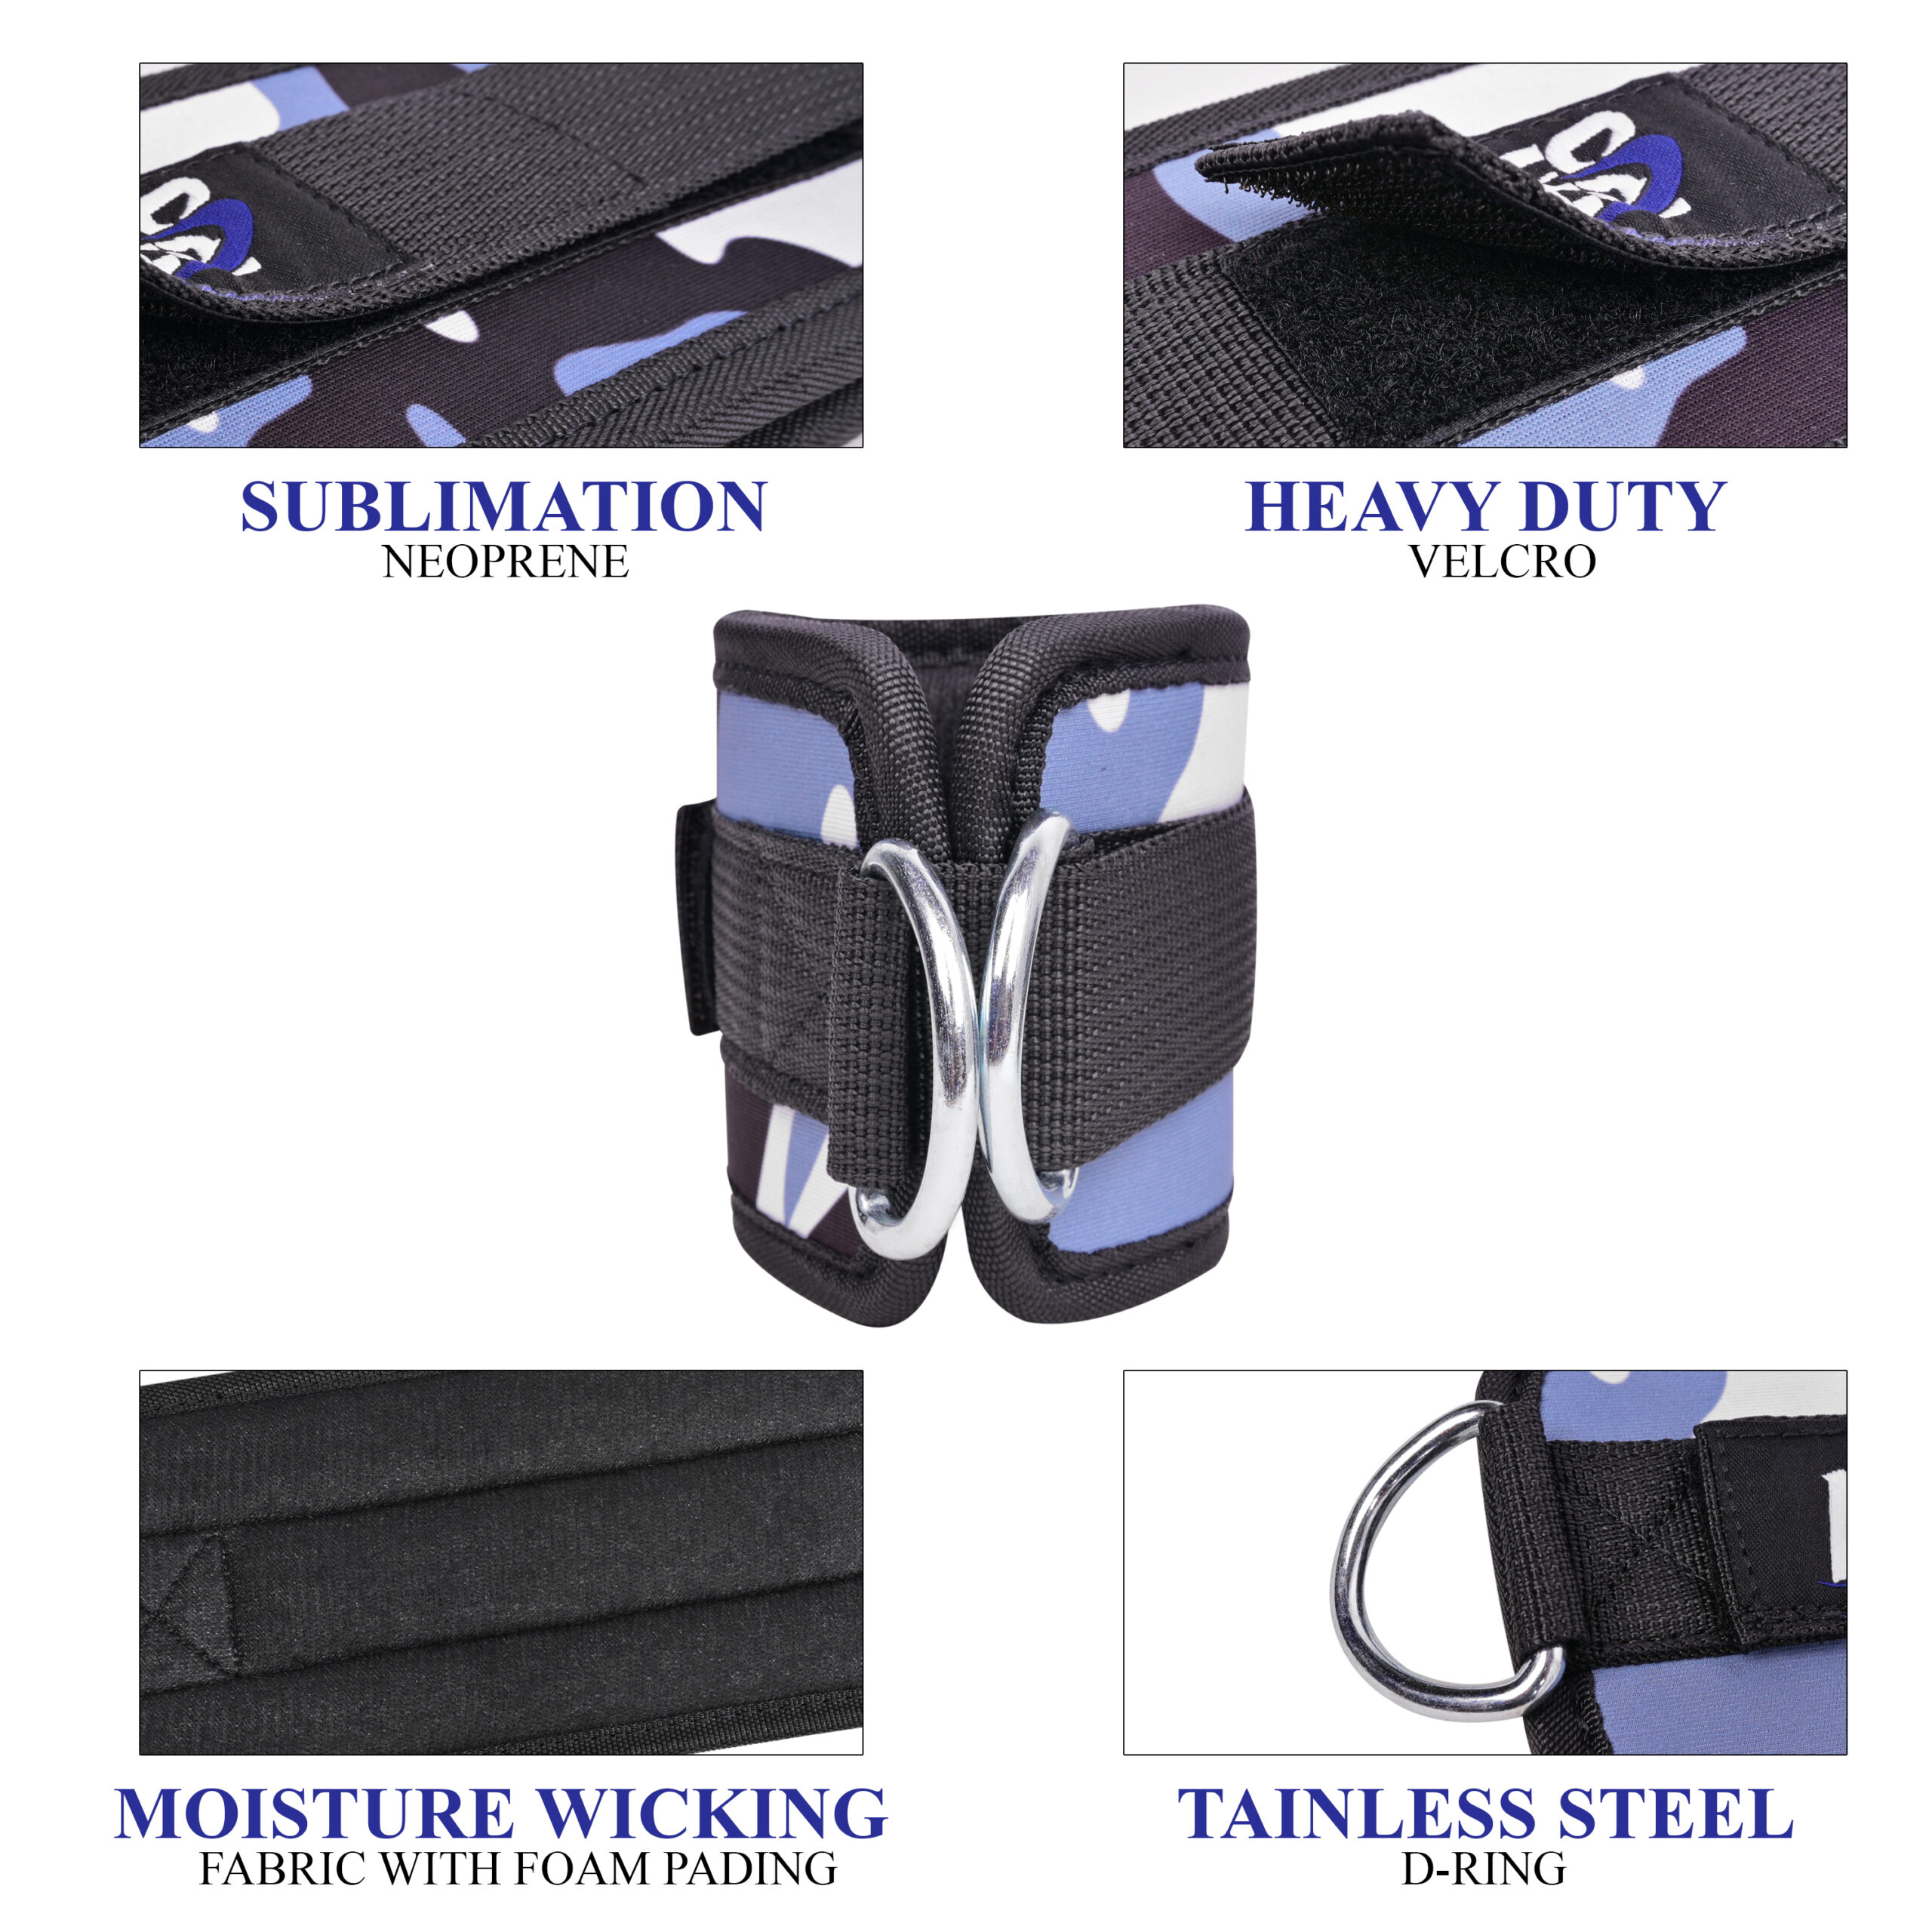 SUBLIMATION
NEOPRENE
HEAVY DUTY
VELCRO
MOISTURE WICKING
FABRIC WITH FOAM PADING
TAINLESS STEEL
D-RING